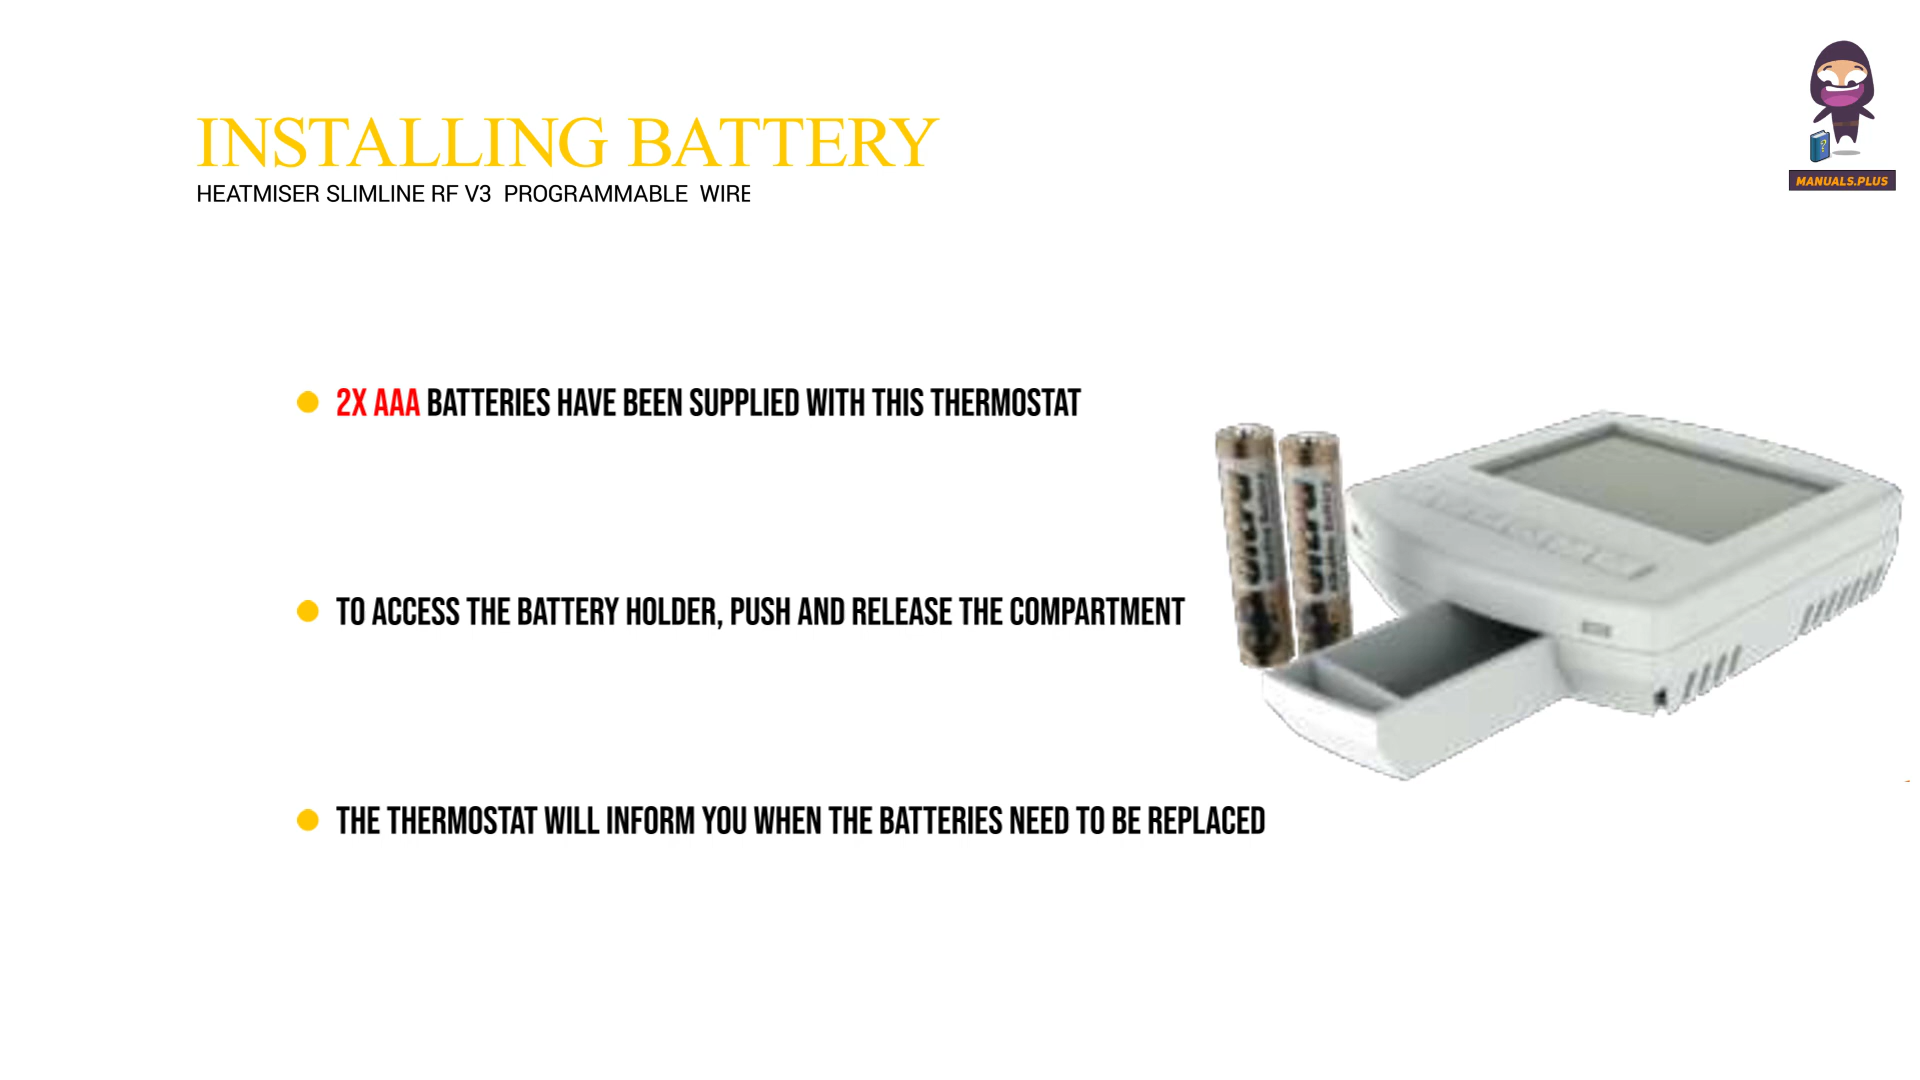 INSTALLING BATTERY
HEATMISER SLIMLINE RF V3 PROGRAMMABLE WIRE
MANUALS.PLUS
2X AAA BATTERIES HAVE BEEN SUPPLIED WITH THIS THERMOSTAT
TO ACCESS THE BATTERY HOLDER, PUSH AND RELEASE THE COMPARTMENT
THE THERMOSTAT WILL INFORM YOU WHEN THE BATTERIES NEED TO BE REPLACED